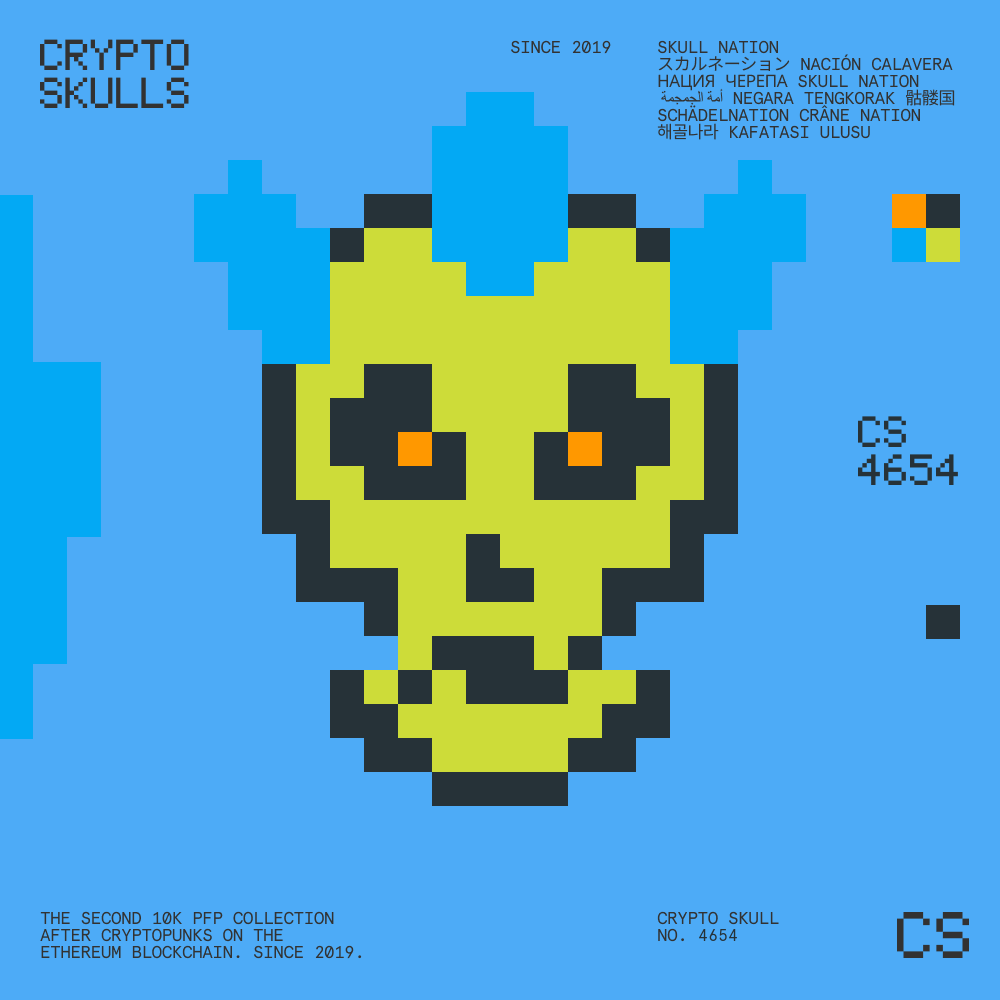 CRYPTO
SKULLS
SINCE 2019
SKULL NATION
スカルネーション NACIÓN CALAVERA
НАЦИЯ ЧЕРЕПА SKULL NATION
أمة الجمجمة NEGARA TENGKORAK 骷髅国
SCHÄDELNATION CRÂNE NATION
해골나라 KAFATASI ULUSU
CS
4654
THE SECOND 10K PFP COLLECTION
AFTER CRYPTOPUNKS ON THE
ETHEREUM BLOCKCHAIN. SINCE 2019.
CRYPTO SKULL
NO. 4654
CS